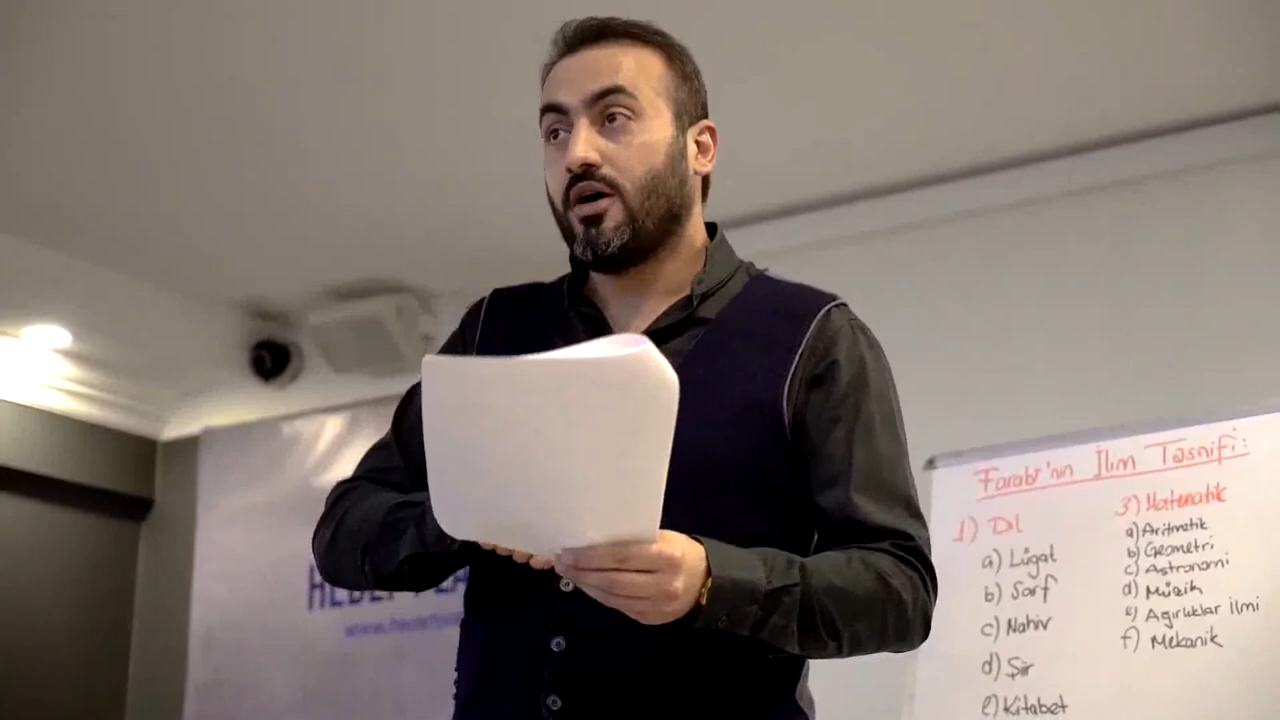 Farabi'nin İlim Tasnifi:
1) Dil
a) Lügat
b) Sarf
c) Nahiv
d) Şiir
e) Kitabet
3) Matematik
a) Aritmetik
b) Geometri
c) Astronomi
d) Müzik
e) Ağırlıklar ilmi
f) Mekanik